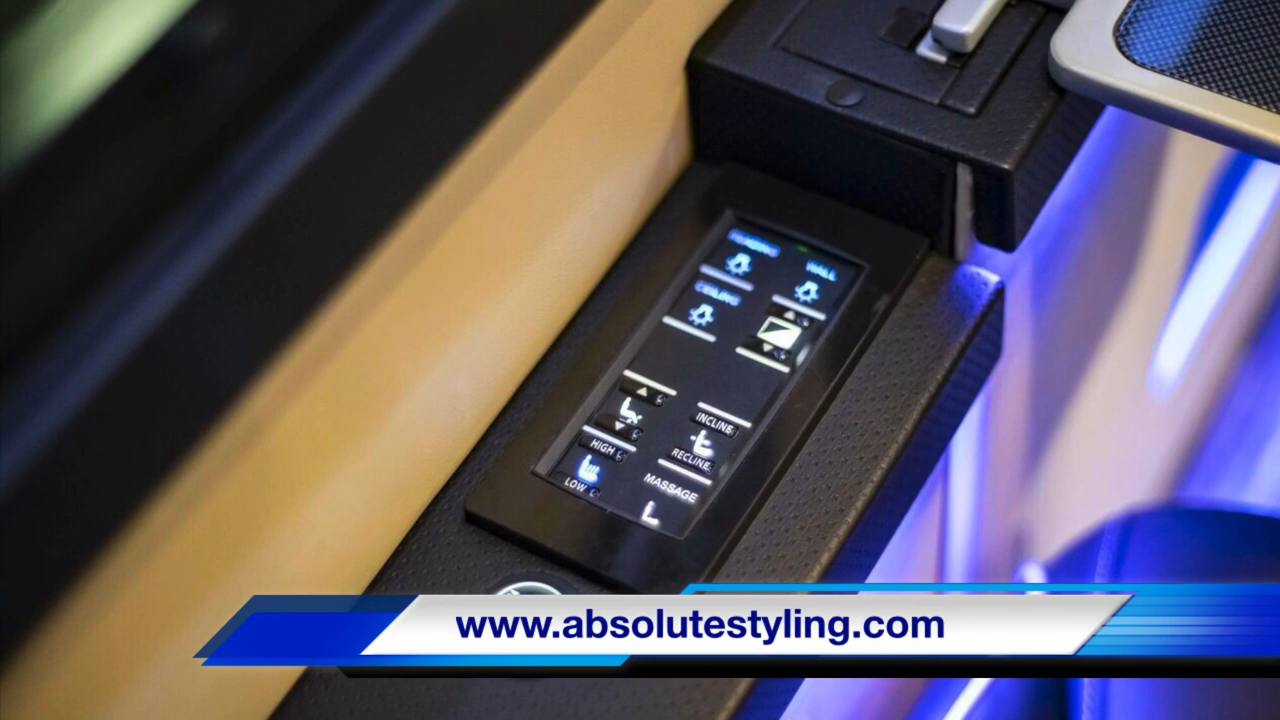 READING
WALL
CEILING
INCLINE
HIGH
RECLINE
LOW
MASSAGE
www.absolutestyling.com